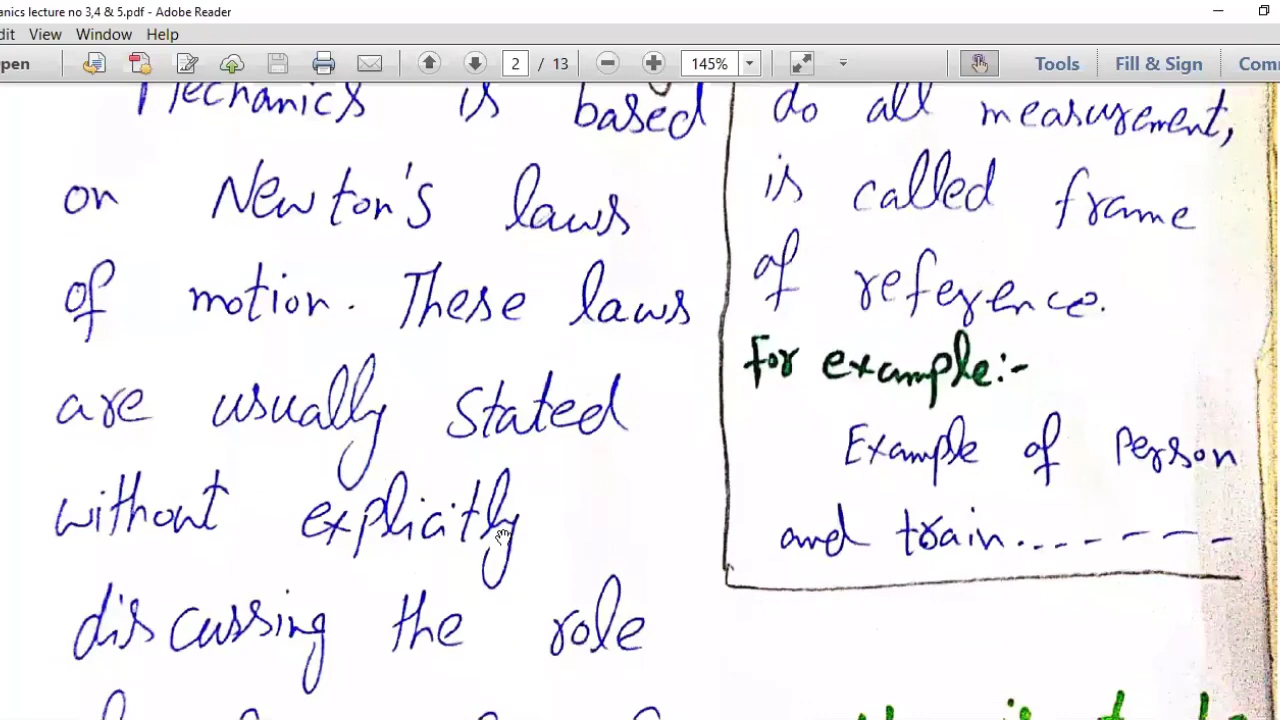 anics lecture no 3,4 & 5.pdf - Adobe Reader
dit View Window Help
pen 2 / 13 145% Tools Fill & Sign Com
Mechanics is based
on Newton's laws
of motion. These laws
are usually stated
without explicitly
discussing the role
do all measurement,
is called frame
of reference.
For example:-
Example of Person
and train...-----